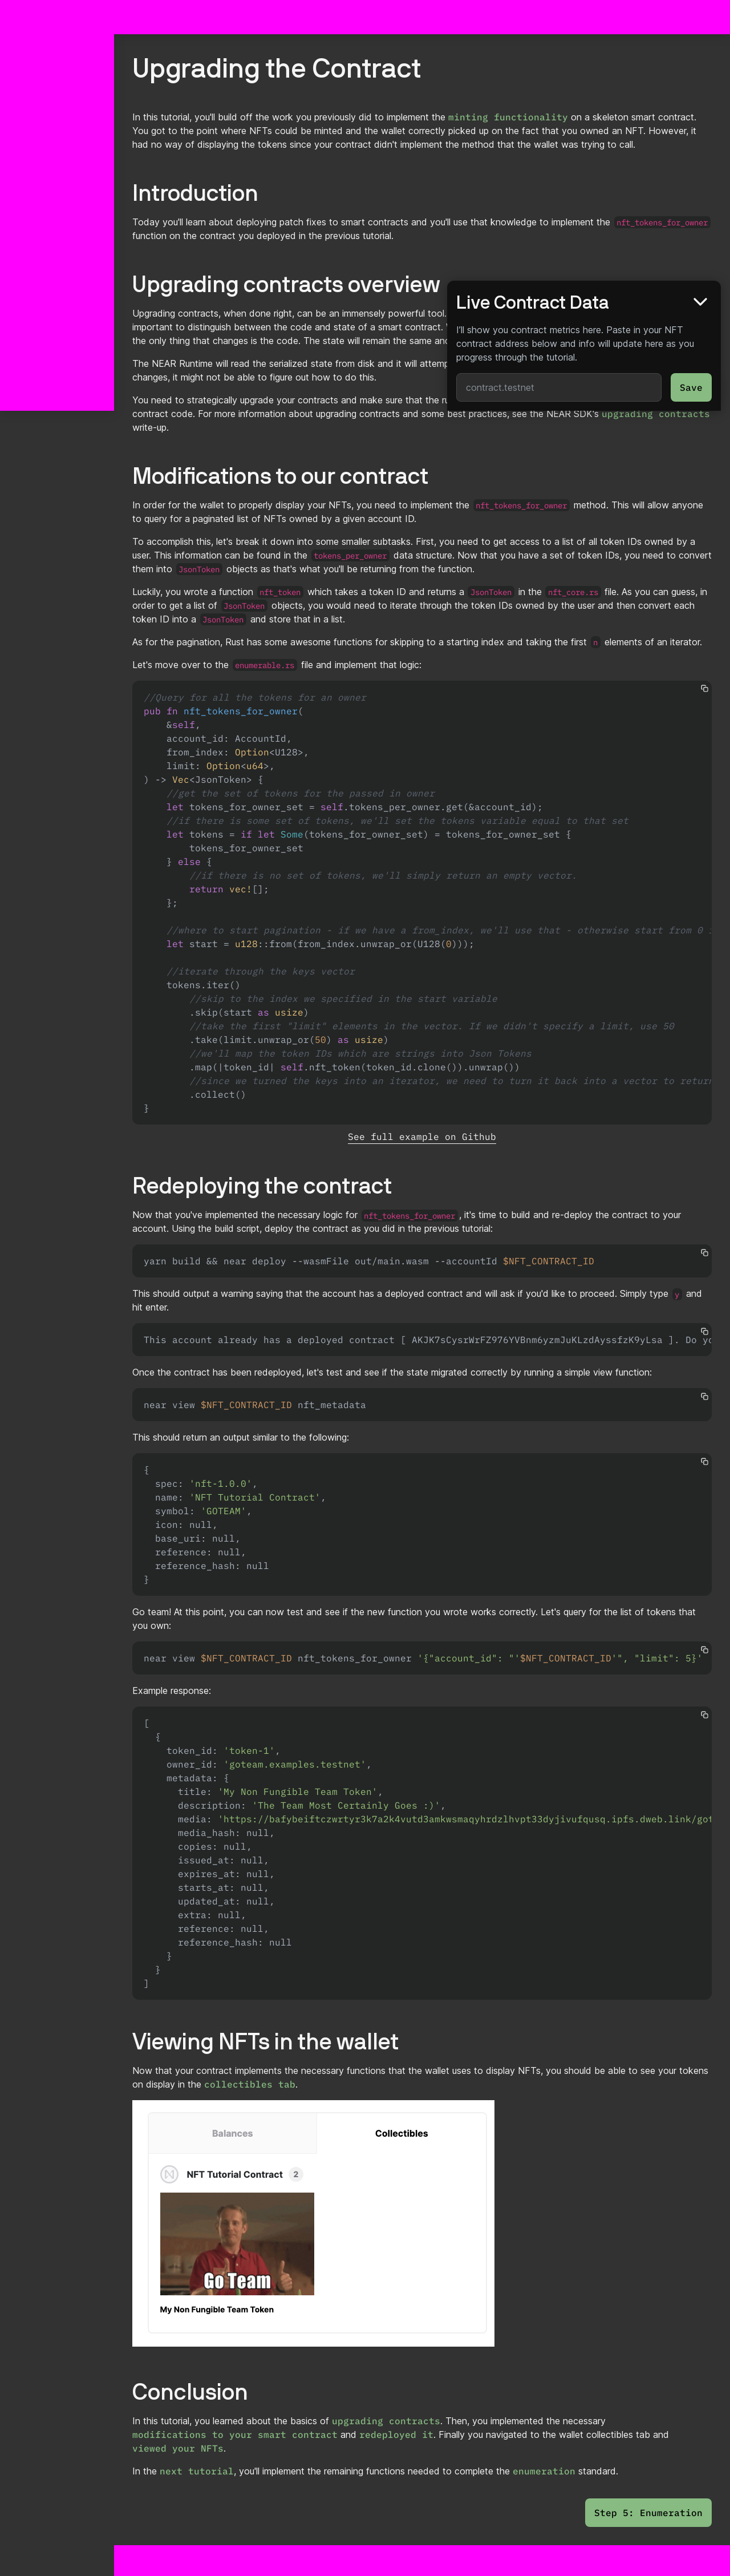 Upgrading the Contract
In this tutorial, you'll build off the work you previously did to implement the minting functionality on a skeleton smart contract.
You got to the point where NFTs could be minted and the wallet correctly picked up on the fact that you owned an NFT. However, it
had no way of displaying the tokens since your contract didn't implement the method that the wallet was trying to call.
Introduction
Today you'll learn about deploying patch fixes to smart contracts and you'll use that knowledge to implement the nft_tokens_for_owner
function on the contract you deployed in the previous tutorial.
Upgrading contracts overview
Upgrading contracts, when done right, can be an immensely powerful tool.
important to distinguish between the code and state of a smart contract.
the only thing that changes is the code. The state will remain the same
The NEAR Runtime will read the serialized state from disk and it will
changes, it might not be able to figure out how to do this.
You need to strategically upgrade your contracts and make sure that the
contract code. For more information about upgrading contracts and some best practices, see the NEAR SDK's upgrading contracts
write-up.
Live Contract Data
I'll show you contract metrics here. Paste in your NFT
contract address below and info will update here as you
progress through the tutorial.
contract.testnet
Save
Modifications to our contract
In order for the wallet to properly display your NFTs, you need to implement the nft_tokens_for_owner method. This will allow anyone
to query for a paginated list of NFTs owned by a given account ID.
To accomplish this, let's break it down into some smaller subtasks. First, you need to get access to a list of all token IDs owned by a
user. This information can be found in the tokens_per_owner data structure. Now that you have a set of token IDs, you need to convert
them into JsonToken objects as that's what you'll be returning from the function.
Luckily, you wrote a function nft_token which takes a token ID and returns a JsonToken in the nft_core.rs file. As you can guess, in
order to get a list of JsonToken objects, you would need to iterate through the token IDs owned by the user and then convert each
token ID into a JsonToken and store that in a list.
As for the pagination, Rust has some awesome functions for skipping to a starting index and taking the first n elements of an iterator.
Let's move over to the enumerable.rs file and implement that logic:
//Query for all the tokens for an owner
pub fn nft_tokens_for_owner(
&self,
account_id: AccountId,
from_index: Option<U128>,
limit: Option<u64>,
) -> Vec<JsonToken> {
//get the set of tokens for the passed in owner
let tokens_for_owner_set = self.tokens_per_owner.get(&account_id);
//if there is some set of tokens, we'll set the tokens variable equal to that set
let tokens = if let Some(tokens_for_owner_set) = tokens_for_owner_set {
tokens_for_owner_set
} else {
//if there is no set of tokens, we'll simply return an empty vector.
return vec![];
};
//where to start pagination - if we have a from_index, we'll use that - otherwise start from 0
let start = u128::from(from_index.unwrap_or(U128(0)));
//iterate through the keys vector
tokens.iter()
//skip to the index we specified in the start variable
.skip(start as usize)
//take the first "limit" elements in the vector. If we didn't specify a limit, use 50
.take(limit.unwrap_or(50) as usize)
//we'll map the token IDs which are strings into Json Tokens
.map(|token_id| self.nft_token(token_id.clone()).unwrap())
//since we turned the keys into an iterator, we need to turn it back into a vector to return
.collect()
}
See full example on Github
Redeploying the contract
Now that you've implemented the necessary logic for nft_tokens_for_owner, it's time to build and re-deploy the contract to your
account. Using the build script, deploy the contract as you did in the previous tutorial:
yarn build && near deploy --wasmFile out/main.wasm --accountId $NFT_CONTRACT_ID
This should output a warning saying that the account has a deployed contract and will ask if you'd like to proceed. Simply type y and
hit enter.
This account already has a deployed contract [ AKJK7sCysrWrFZ976YVBnm6yzmJuKLzdAyssfzK9yLsa ]. Do
Once the contract has been redeployed, let's test and see if the state migrated correctly by running a simple view function:
near view $NFT_CONTRACT_ID nft_metadata
This should return an output similar to the following:
{
spec: 'nft-1.0.0',
name: 'NFT Tutorial Contract',
symbol: 'GOTEAM',
icon: null,
base_uri: null,
reference: null,
reference_hash: null
}
Go team! At this point, you can now test and see if the new function you wrote works correctly. Let's query for the list of tokens that
you own:
near view $NFT_CONTRACT_ID nft_tokens_for_owner '{"account_id": "'$NFT_CONTRACT_ID'", "limit": 5}'
Example response:
[
{
token_id: 'token-1',
owner_id: 'goteam.examples.testnet',
metadata: {
title: 'My Non Fungible Team Token',
description: 'The Team Most Certainly Goes :)',
media: 'https://bafybeiftczwrtyr3k7a2k4vutd3amkwsmaqyhrdzlhvpt33dyjivufqusq.ipfs.dweb.link/got
media_hash: null,
copies: null,
issued_at: null,
expires_at: null,
starts_at: null,
updated_at: null,
extra: null,
reference: null,
reference_hash: null
}
}
]
Viewing NFTs in the wallet
Now that your contract implements the necessary functions that the wallet uses to display NFTs, you should be able to see your tokens
on display in the collectibles tab.
Balances
Collectibles
NFT Tutorial Contract 2
Go Team
My Non Fungible Team Token
Conclusion
In this tutorial, you learned about the basics of upgrading contracts. Then, you implemented the necessary
modifications to your smart contract and redeployed it. Finally you navigated to the wallet collectibles tab and
viewed your NFTs.
In the next tutorial, you'll implement the remaining functions needed to complete the enumeration standard.
Step 5: Enumeration